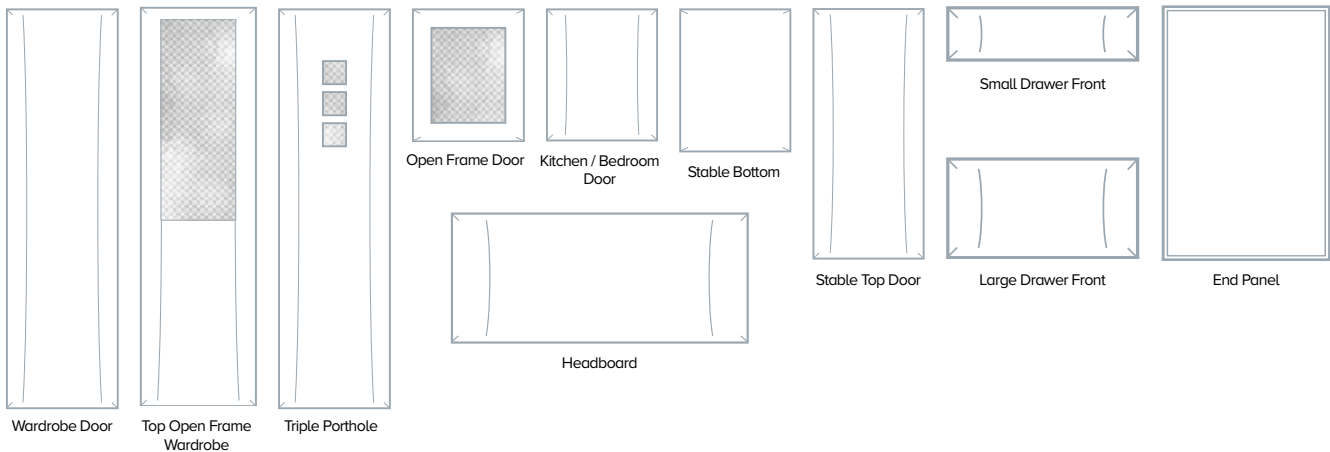 Small Drawer Front
Open Frame Door
Kitchen / Bedroom
Door
Stable Bottom
Stable Top Door
Large Drawer Front
End Panel
Headboard
Wardrobe Door
Top Open Frame
Wardrobe
Triple Porthole